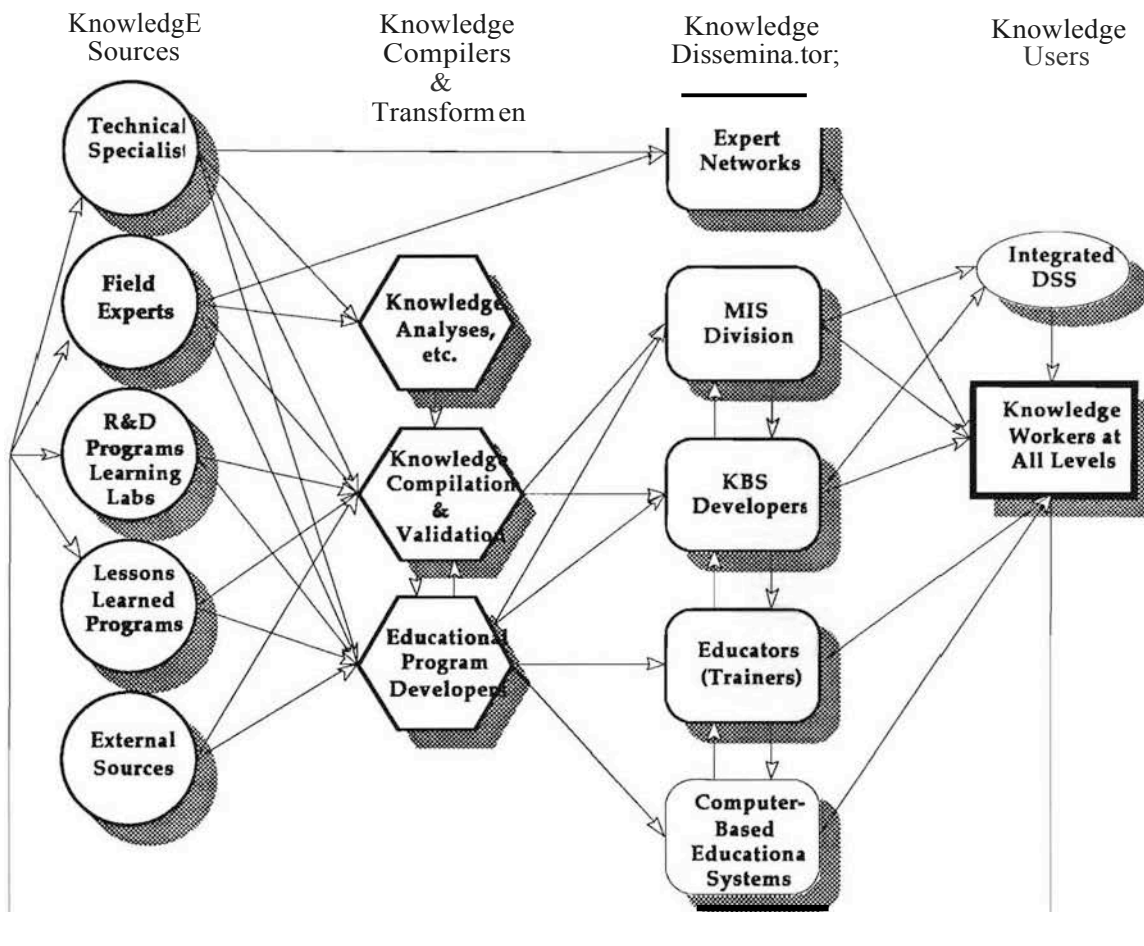 KnowledgE
Sources
Knowledge
Compilers
&
Transformen
Knowledge
Dissemina.tor;
Knowledge
Users
Technical
Specialist
Field
Experts
R&D
Programs
Learning
Labs
Lessons
Learned
Programs
External
Sources
Knowledge
Analyses,
etc.
Knowledge
Compilation
&
Validation
Educational
Program
Developers
Expert
Networks
MIS
Division
KBS
Developers
Educators
(Trainers)
Computer-
Based
Educationa
Systems
Integrated
DSS
Knowledge
Workers at
All Levels